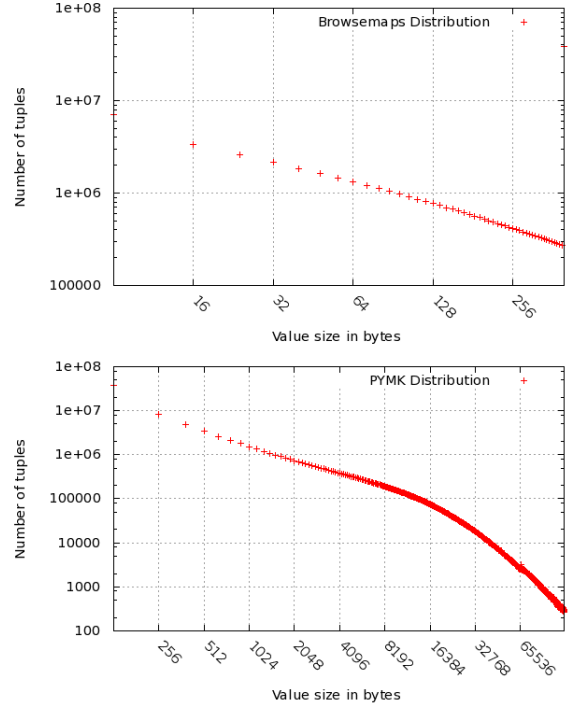 1e+08
Browsemaps Distribution
1e+07
Number of tuples
1e+06
100000
16
32
64
128
256
Value size in bytes
1e+08
PYMK Distribution
1e+07
1e+06
Number of tuples
100000
10000
1000
100
256
512
1024
2048
4096
8192
16384
32768
65536
Value size in bytes